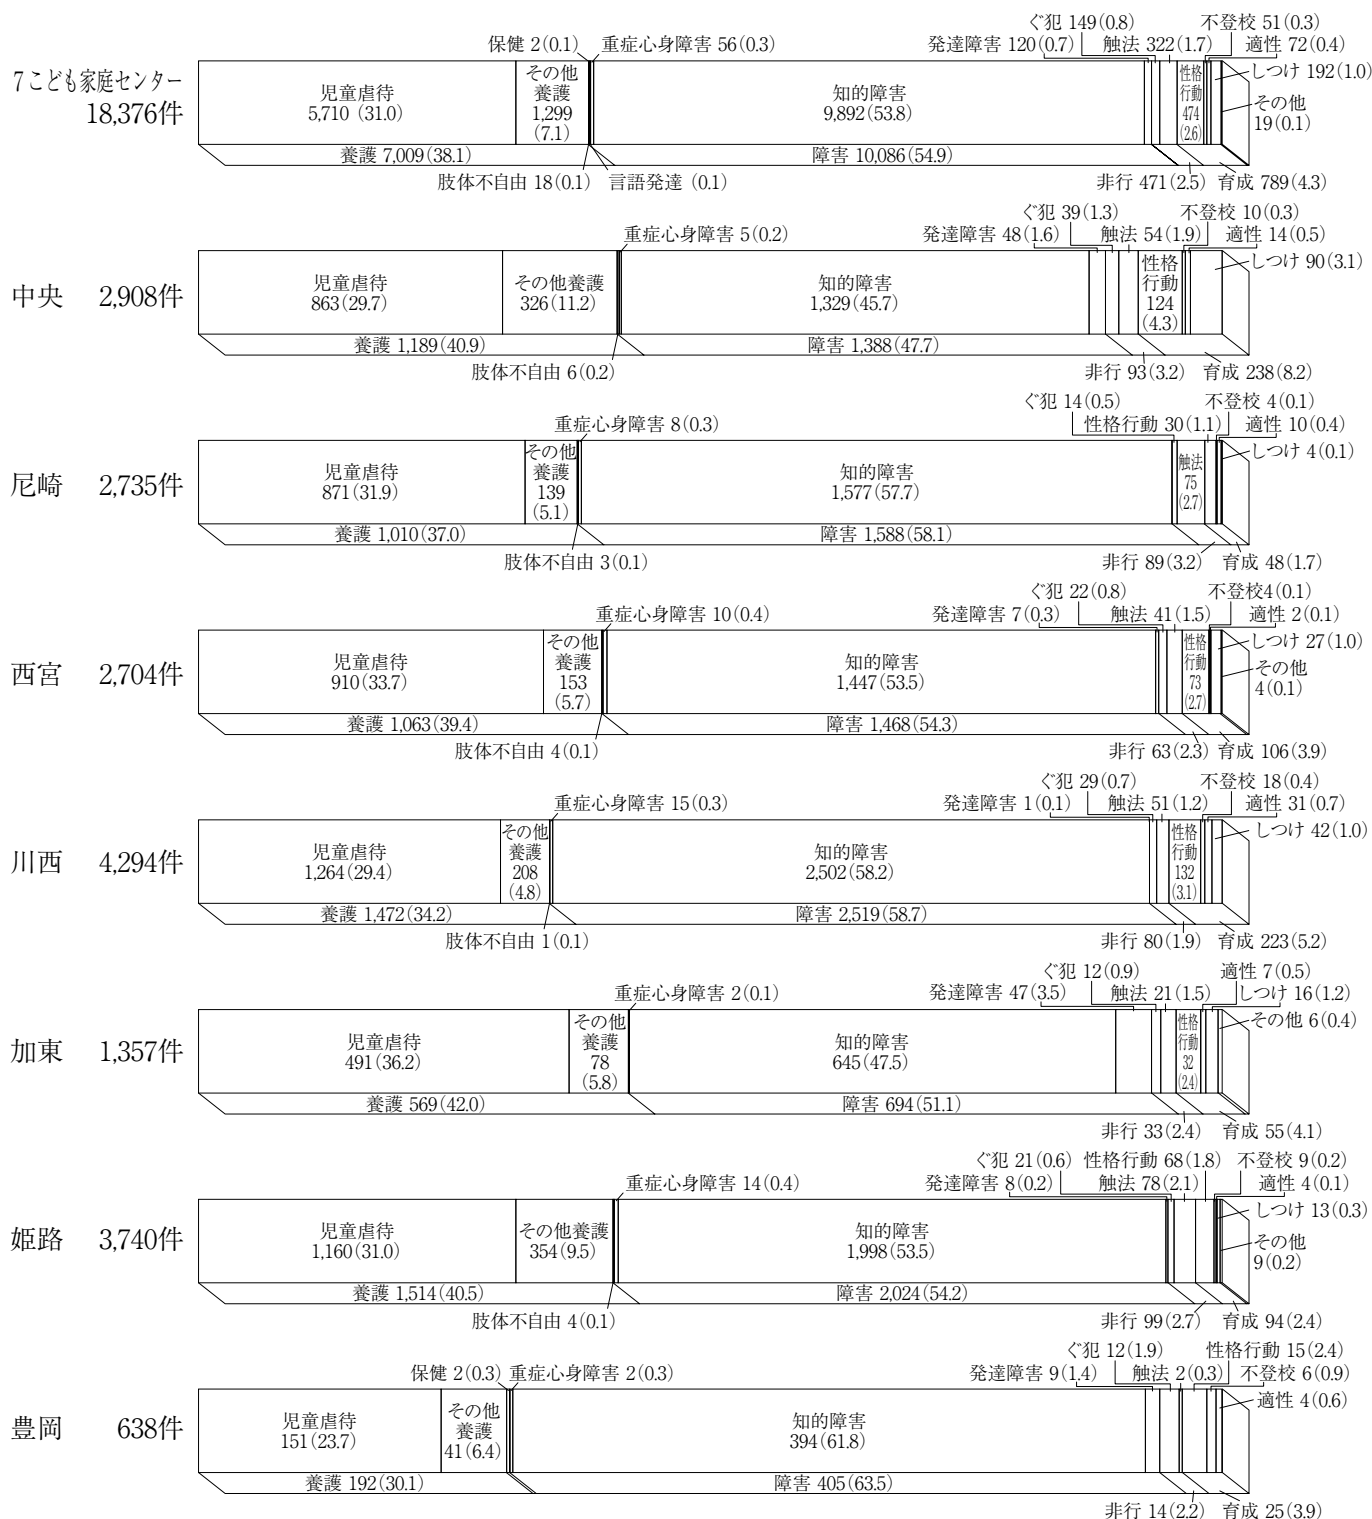 ぐ犯 149(0.8) 不登校 51(0.3)
保健 2(0.1) 重症心身障害 56(0.3) 発達障害 120(0.7) 触法 322(1.7) 適性 72(0.4)
7こども家庭センター
18,376件
児童虐待
5,710 (31.0)
その他
養護
1,299
(7.1)
知的障害
9,892(53.8)
性格
行動
474
(2.6)
しつけ 192(1.0)
その他
19(0.1)
養護 7,009(38.1) 障害 10,086(54.9)
肢体不自由 18(0.1) 言語発達 (0.1) 非行 471(2.5) 育成 789(4.3)
ぐ犯 39(1.3) 不登校 10(0.3)
重症心身障害 5(0.2) 発達障害 48(1.6) 触法 54(1.9) 適性 14(0.5)
中央 2,908件
児童虐待
863(29.7)
その他養護
326(11.2)
知的障害
1,329(45.7)
性格
行動
124
(4.3)
しつけ 90(3.1)
養護 1,189(40.9) 障害 1,388(47.7)
肢体不自由 6(0.2) 非行 93(3.2) 育成 238(8.2)
ぐ犯 14(0.5) 不登校 4(0.1)
重症心身障害 8(0.3) 性格行動 30(1.1) 適性 10(0.4)
尼崎 2,735件
児童虐待
871(31.9)
その他
養護
139
(5.1)
知的障害
1,577(57.7)
触法
75
(2.7)
しつけ 4(0.1)
養護 1,010(37.0) 障害 1,588(58.1)
肢体不自由 3(0.1) 非行 89(3.2) 育成 48(1.7)
ぐ犯 22(0.8) 不登校4(0.1)
重症心身障害 10(0.4) 発達障害 7(0.3) 触法 41(1.5) 適性 2(0.1)
西宮 2,704件
児童虐待
910(33.7)
その他
養護
153
(5.7)
知的障害
1,447(53.5)
性格
行動
73
(2.7)
しつけ 27(1.0)
その他
4(0.1)
養護 1,063(39.4) 障害 1,468(54.3)
肢体不自由 4(0.1) 非行 63(2.3) 育成 106(3.9)
ぐ犯 29(0.7) 不登校 18(0.4)
重症心身障害 15(0.3) 発達障害 1(0.1) 触法 51(1.2) 適性 31(0.7)
川西 4,294件
児童虐待
1,264(29.4)
その他
養護
208
(4.8)
知的障害
2,502(58.2)
性格
行動
132
(3.1)
しつけ 42(1.0)
養護 1,472(34.2) 障害 2,519(58.7)
肢体不自由 1(0.1) 非行 80(1.9) 育成 223(5.2)
ぐ犯 12(0.9) 適性 7(0.5)
重症心身障害 2(0.1) 発達障害 47(3.5) 触法 21(1.5) しつけ 16(1.2)
加東 1,357件
児童虐待
491(36.2)
その他
養護
78
(5.8)
知的障害
645(47.5)
性格
行動
32
(2.4)
その他 6(0.4)
養護 569(42.0) 障害 694(51.1)
非行 33(2.4) 育成 55(4.1)
ぐ犯 21(0.6) 性格行動 68(1.8) 不登校 9(0.2)
重症心身障害 14(0.4) 発達障害 8(0.2) 触法 78(2.1) 適性 4(0.1)
姫路 3,740件
児童虐待
1,160(31.0)
その他養護
354(9.5)
知的障害
1,998(53.5)
しつけ 13(0.3)
その他
9(0.2)
養護 1,514(40.5) 障害 2,024(54.2)
肢体不自由 4(0.1) 非行 99(2.7) 育成 94(2.4)
ぐ犯 12(1.9) 性格行動 15(2.4)
保健 2(0.3) 重症心身障害 2(0.3) 発達障害 9(1.4) 触法 2(0.3) 不登校 6(0.9)
豊岡 638件
児童虐待
151(23.7)
その他
養護
41(6.4)
知的障害
394(61.8)
適性 4(0.6)
養護 192(30.1) 障害 405(63.5)
非行 14(2.2) 育成 25(3.9)